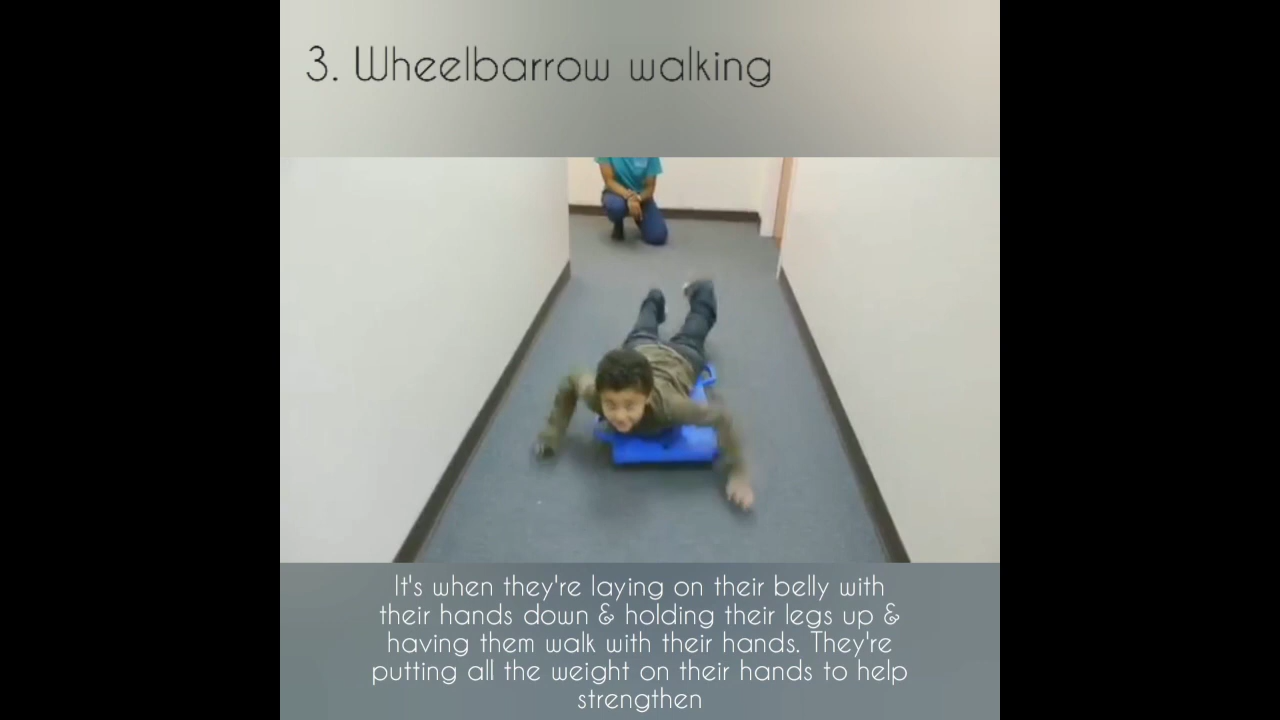 3. Wheelbarrow walking
It's when they're laying on their belly with
their hands down & holding their legs up &
having them walk with their hands. They're
putting all the weight on their hands to help
strengthen